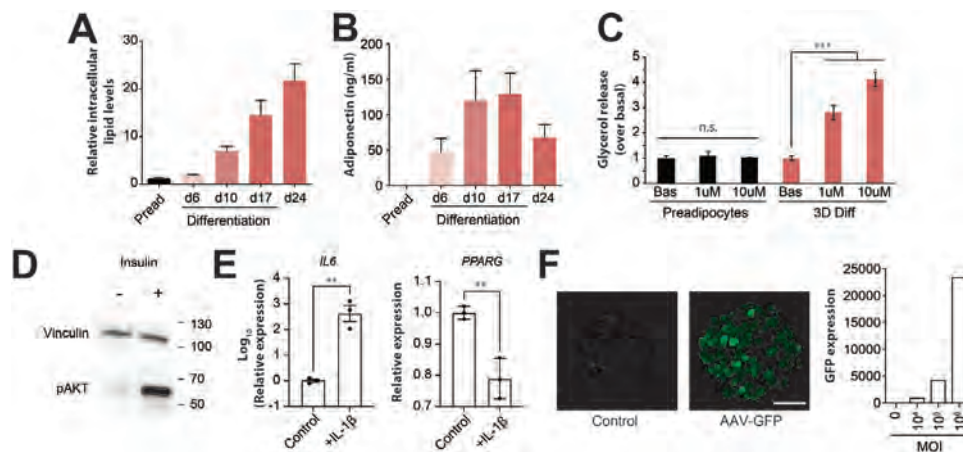 A
Relative intracellular
lipid levels
30
20
10
0
Pread
d6
d10
d17
d24
Differentiation
B
Adiponectin (ng/ml)
200
150
100
50
0
Pread
d6
d10
d17
d24
Differentiation
C
Glycerol release
(over basal)
5
4
3
2
1
0
n.s.
***
Bas
1uM
10uM
Bas
1uM
10uM
Preadipocytes
3D Diff
D
Insulin
-
+
Vinculin
pAKT
- 130
- 100
- 70
- 50
E
IL6
**
Log₁₀
(Relative expression)
4
3
2
1
0
-1
Control
+IL-1β
PPARG
**
Relative expression
1.1
1.0
0.9
0.8
0.7
Control
+IL-1β
F
Control
AAV-GFP
GFP expression
25000
20000
15000
10000
5000
0
0
MOI